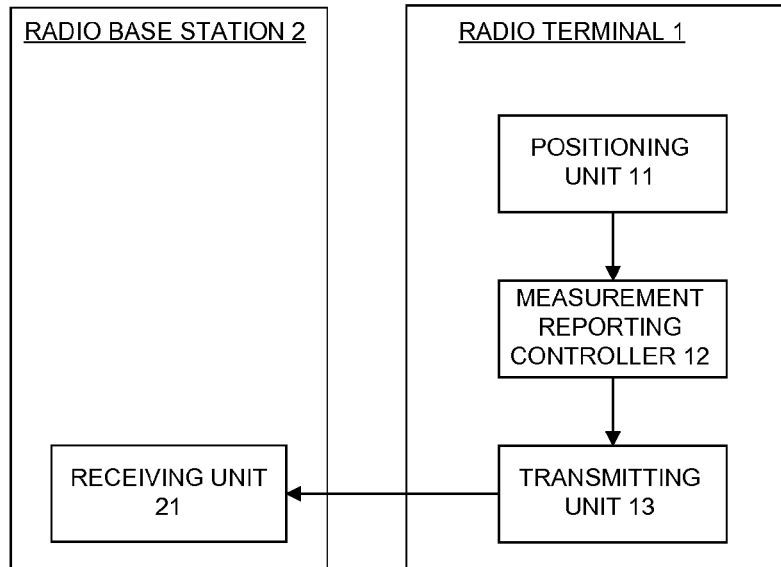 RADIO BASE STATION 2
RADIO TERMINAL 1
POSITIONING
UNIT 11
MEASUREMENT
REPORTING
CONTROLLER 12
RECEIVING UNIT
21
TRANSMITTING
UNIT 13